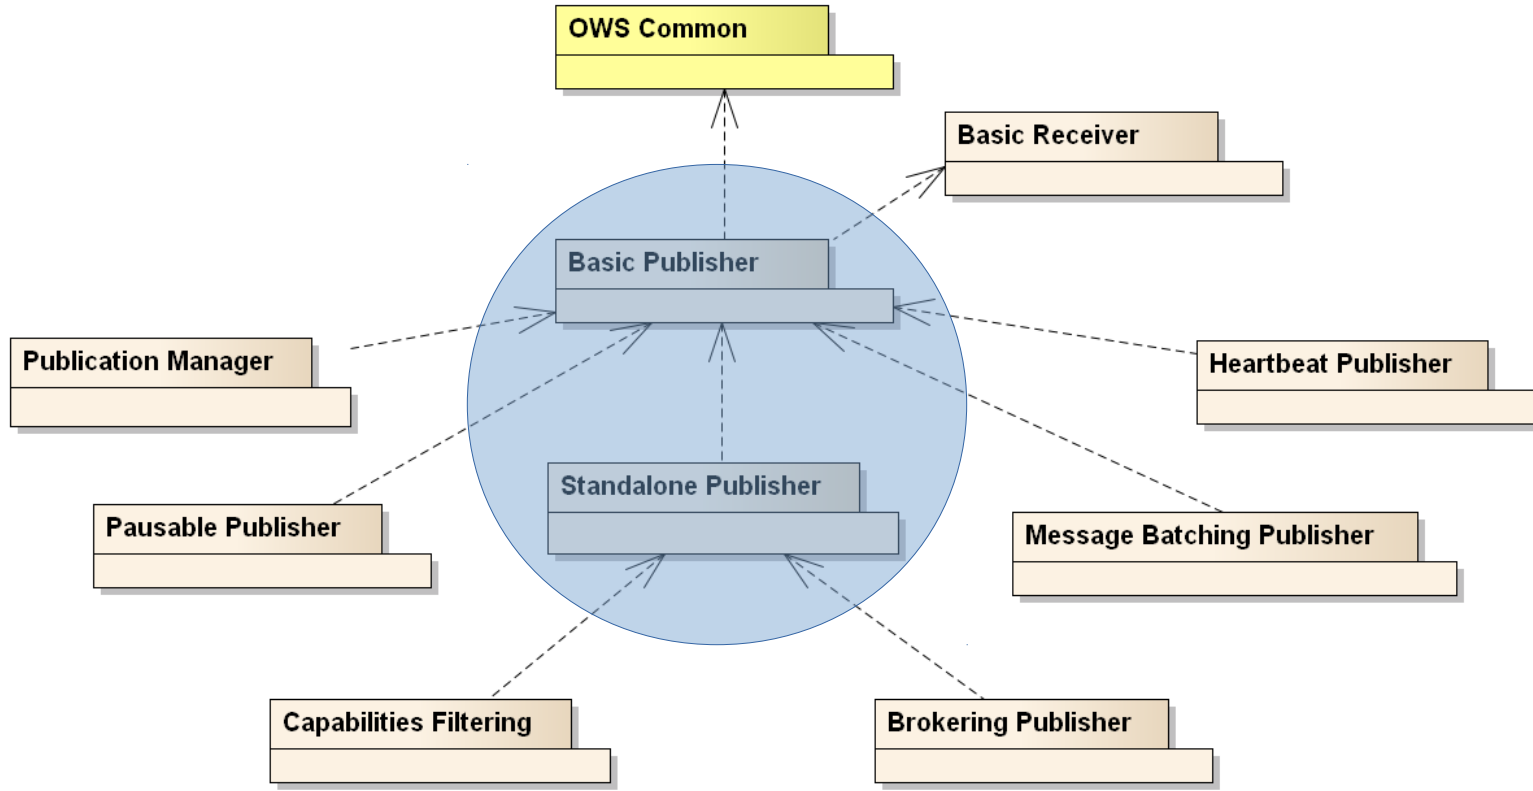 OWS Common
Basic Receiver
Basic Publisher
Publication Manager
Heartbeat Publisher
Standalone Publisher
Pausable Publisher
Message Batching Publisher
Capabilities Filtering
Brokering Publisher